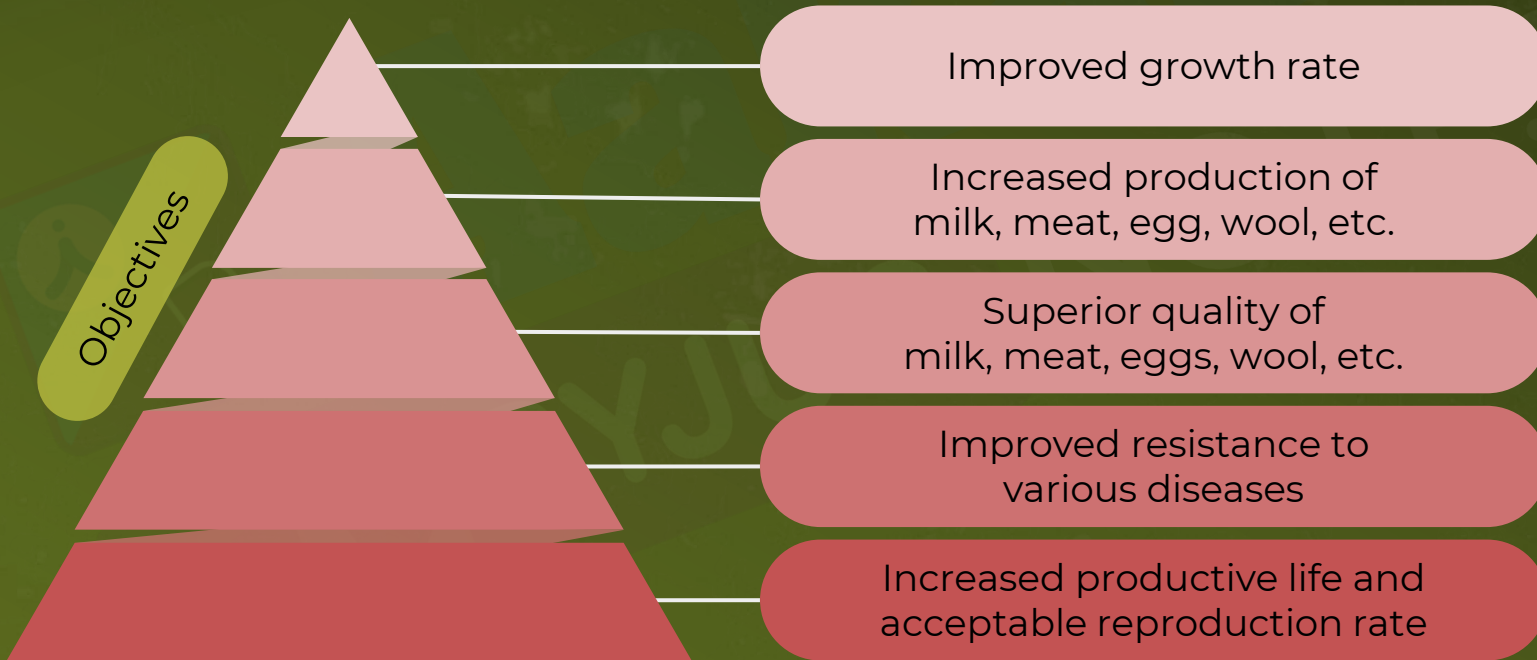 Objectives
Improved growth rate
Increased production of
milk, meat, egg, wool, etc.
Superior quality of
milk, meat, eggs, wool, etc.
Improved resistance to
various diseases
Increased productive life and
acceptable reproduction rate